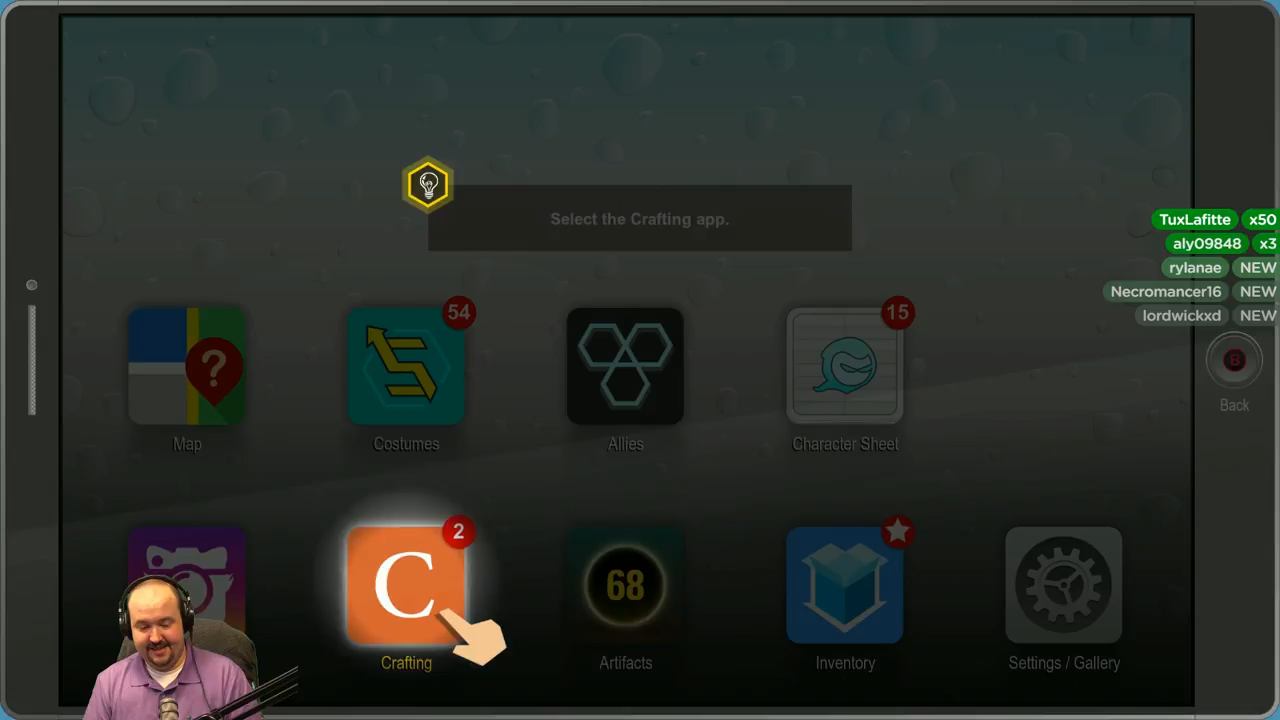 Select the Crafting app.
TuxLafitte x50
aly09848 x3
rylanae NEW
Necromancer16 NEW
lordwickxd NEW
54
15
?
B
Back
Map
Costumes
Allies
Character Sheet
2
C
68
Crafting
Artifacts
Inventory
Settings / Gallery